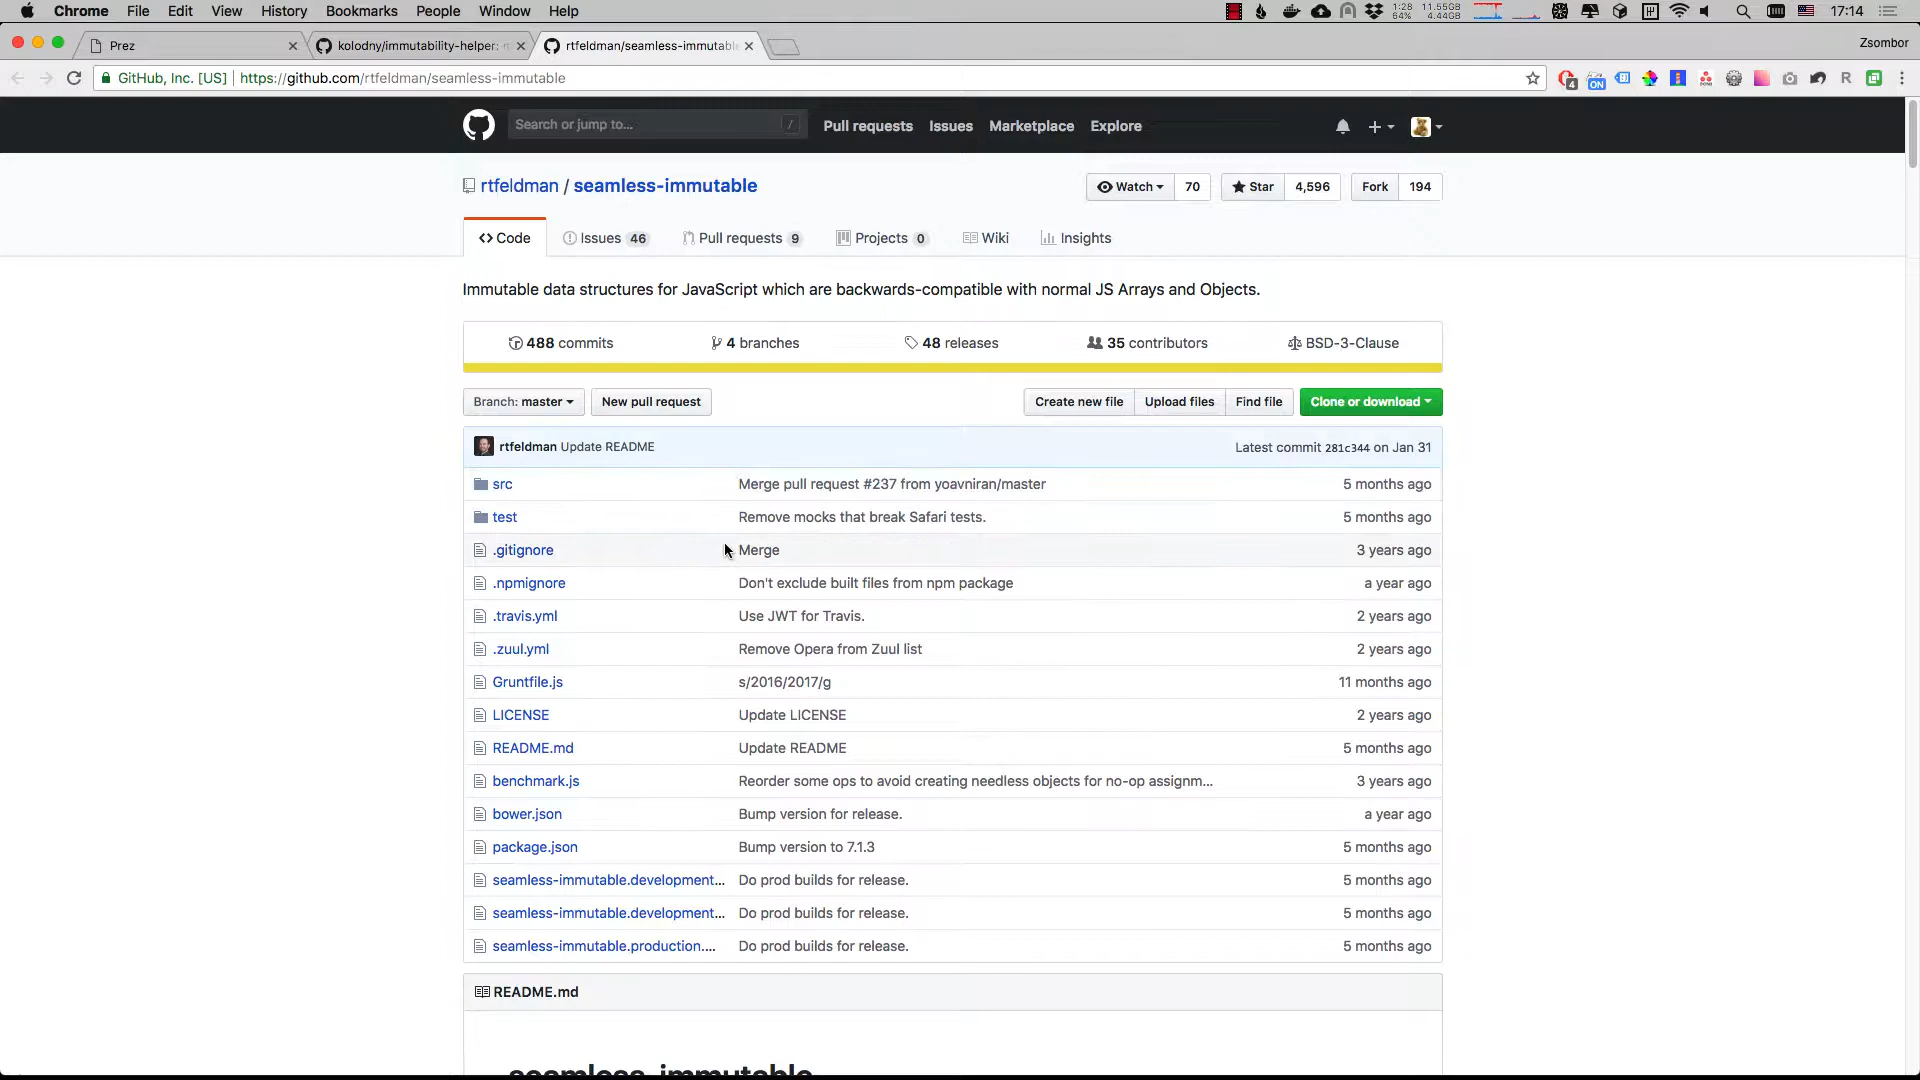 Chrome File Edit View History Bookmarks People Window Help 1:28 64% 11.55GB 4.44GB 17:14
Prez kolodny/immutability-helper: rtfeldman/seamless-immutable: Zsombor
GitHub, Inc. [US] https://github.com/rtfeldman/seamless-immutable 4 ON R
Search or jump to... / Pull requests Issues Marketplace Explore
rtfeldman / seamless-immutable Watch 70 Star 4,596 Fork 194
Code Issues 46 Pull requests 9 Projects 0 Wiki Insights
Immutable data structures for JavaScript which are backwards-compatible with normal JS Arrays and Objects.
488 commits 4 branches 48 releases 35 contributors BSD-3-Clause
Branch: master New pull request Create new file Upload files Find file Clone or download
rtfeldman Update README Latest commit 281c344 on Jan 31
src Merge pull request #237 from yoavniran/master 5 months ago
test Remove mocks that break Safari tests. 5 months ago
.gitignore Merge 3 years ago
.npmignore Don't exclude built files from npm package a year ago
.travis.yml Use JWT for Travis. 2 years ago
.zuul.yml Remove Opera from Zuul list 2 years ago
Gruntfile.js s/2016/2017/g 11 months ago
LICENSE Update LICENSE 2 years ago
README.md Update README 5 months ago
benchmark.js Reorder some ops to avoid creating needless objects for no-op assignm... 3 years ago
bower.json Bump version for release. a year ago
package.json Bump version to 7.1.3 5 months ago
seamless-immutable.development... Do prod builds for release. 5 months ago
seamless-immutable.development... Do prod builds for release. 5 months ago
seamless-immutable.production.... Do prod builds for release. 5 months ago
README.md
seamless-immutable